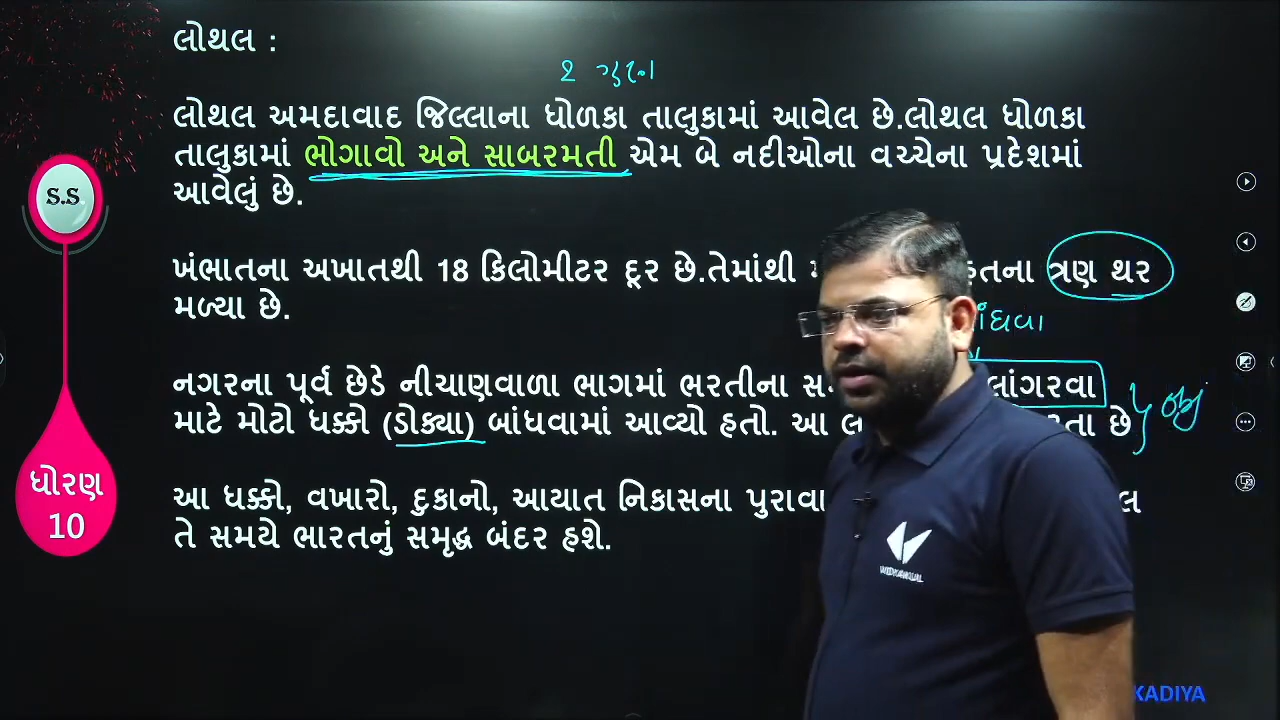 લોથલ :
2 ગુણ
લોથલ અમદાવાદ જિલ્લાના ધોળકા તાલુકામાં આવેલ છે.લોથલ ધોળકા
તાલુકામાં ભોગાવો અને સાબરમતી એમ બે નદીઓના વચ્ચેના પ્રદેશમાં
આવેલું છે.
S.S.
ખંભાતના અખાતથી 18 કિલોમીટર દૂર છે.તેમાંથી ત્રણ થર
મળ્યા છે.
નગરના પૂર્વ છેડે નીચાણવાળા ભાગમાં ભરતીના લાંગરવા
માટે મોટો ધક્કો (ડોક્યા) બાંધવામાં આવ્યો હતો. આ છે
આ ધક્કો, વખારો, દુકાનો, આયાત નિકાસના
તે સમયે ભારતનું સમૃદ્ધ બંદર હશે.
ધોરણ
10
KADIYA